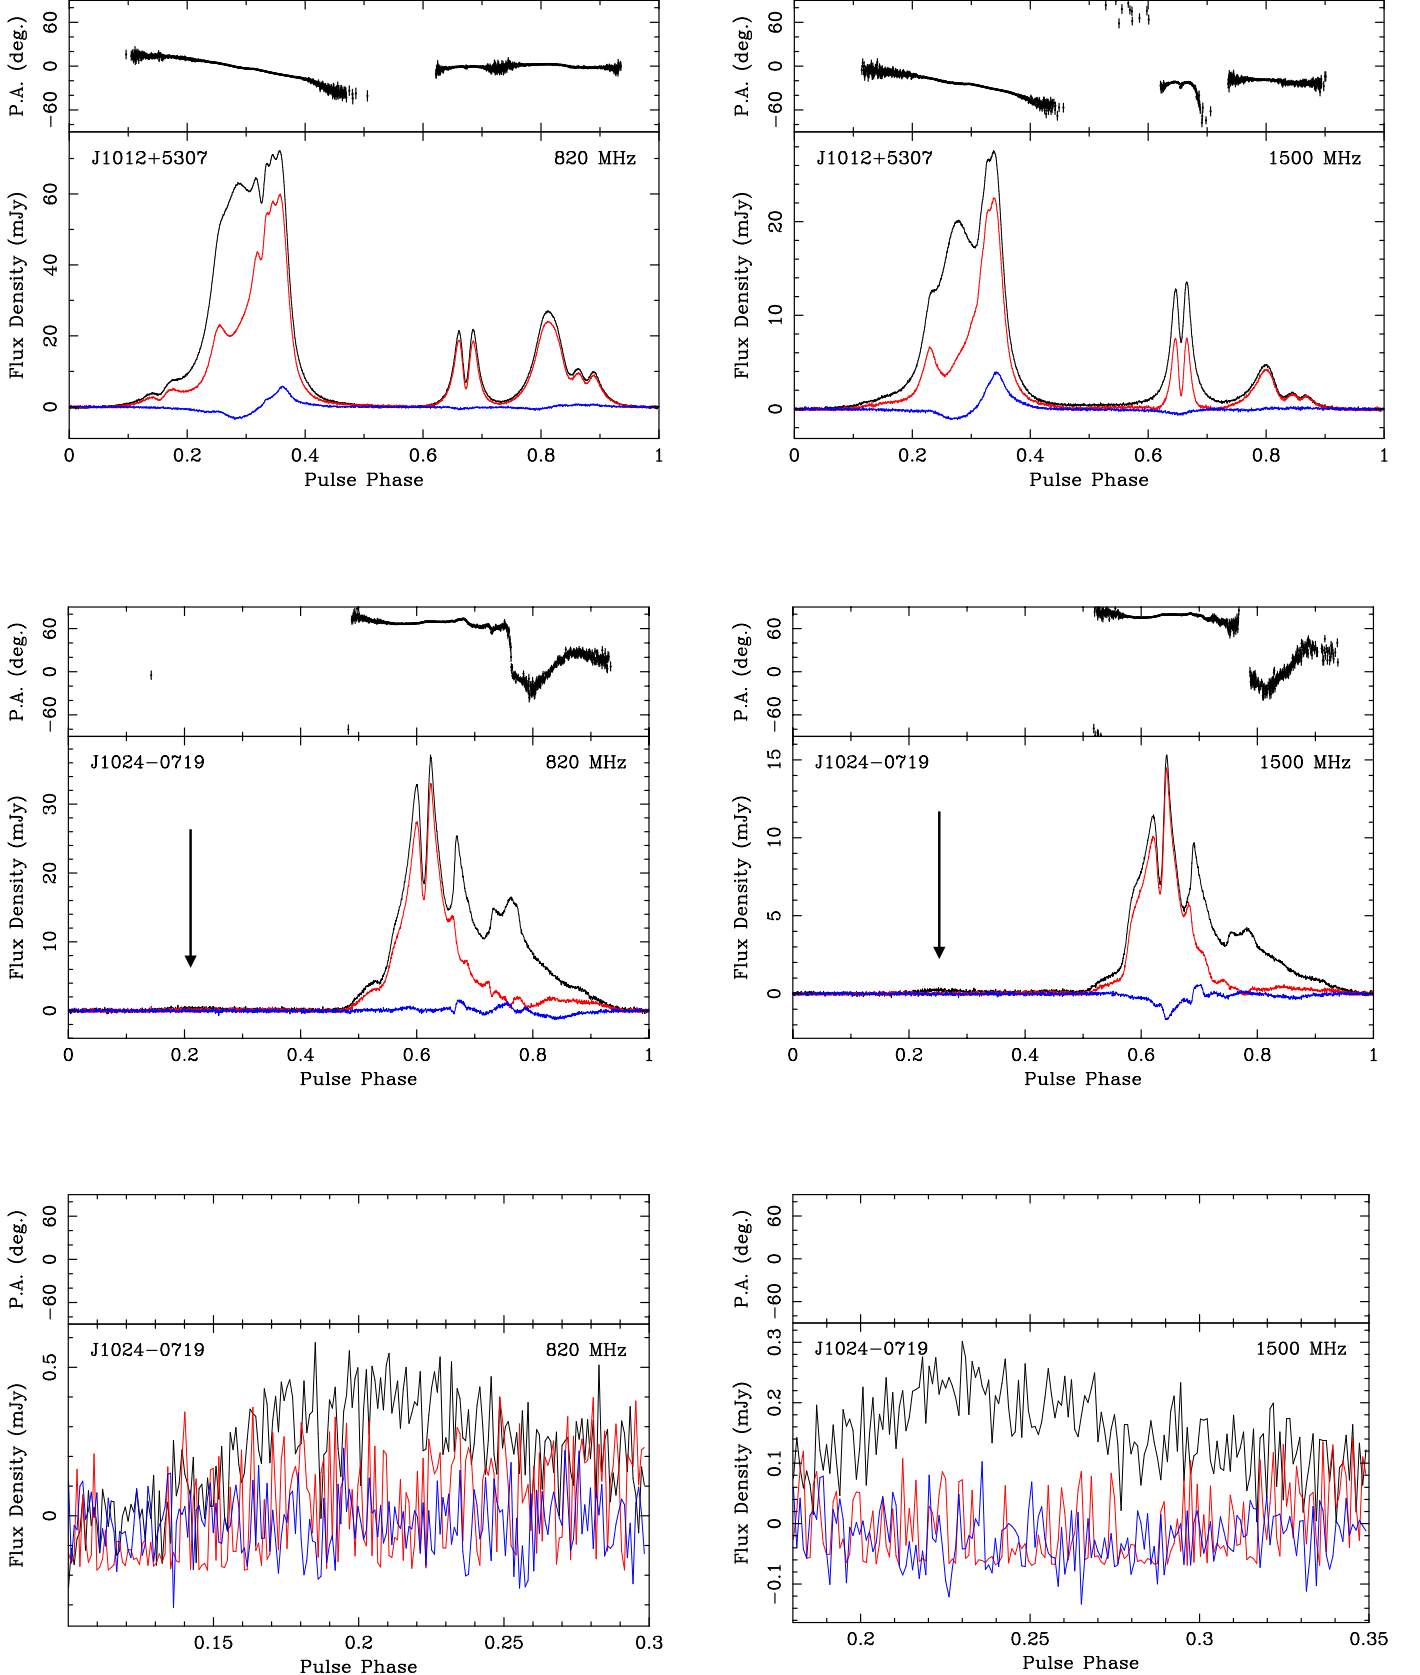 P.A. (deg.)
60
0
−60
J1012+5307
820 MHz
Flux Density (mJy)
60
40
20
0
0 0.2 0.4 0.6 0.8 1
Pulse Phase
P.A. (deg)
60
0
−60
J1012+5307
1500 MHz
Flux Density (mJy)
20
10
0
0 0.2 0.4 0.6 0.8 1
Pulse Phase
P.A. (deg.)
60
0
−60
J1024−0719
820 MHz
Flux Density (mJy)
30
20
10
0
0 0.2 0.4 0.6 0.8 1
Pulse Phase
P.A. (deg.)
60
0
−60
J1024−0719
1500 MHz
Flux Density (mJy)
15
10
5
0
0 0.2 0.4 0.6 0.8 1
Pulse Phase
P.A. (deg.)
60
0
−60
J1024−0719
820 MHz
Flux Density (mJy)
0.5
0
0.15 0.2 0.25 0.3
Pulse Phase
P.A. (deg.)
60
0
−60
J1024−0719
1500 MHz
Flux Density (mJy)
0.3
0.2
0.1
0
−0.1
0.2 0.25 0.3 0.35
Pulse Phase